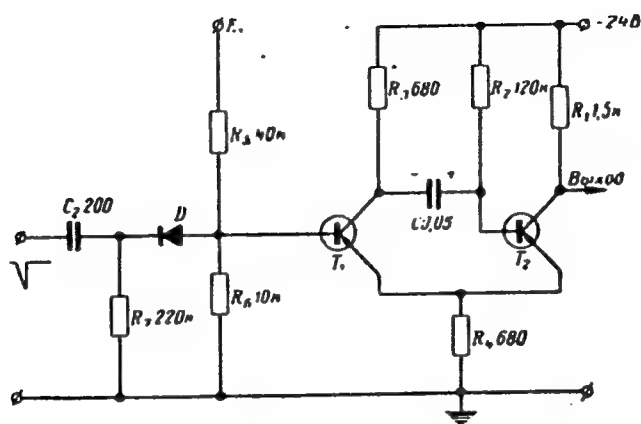 -24В
R₃ 680
R₂ 120к
R₁ 1,5к
R₅ 40к
C₂ 200
D
C 0,05
Выход
T₁
T₂
R₇ 220к
R₆ 10к
R₄ 680